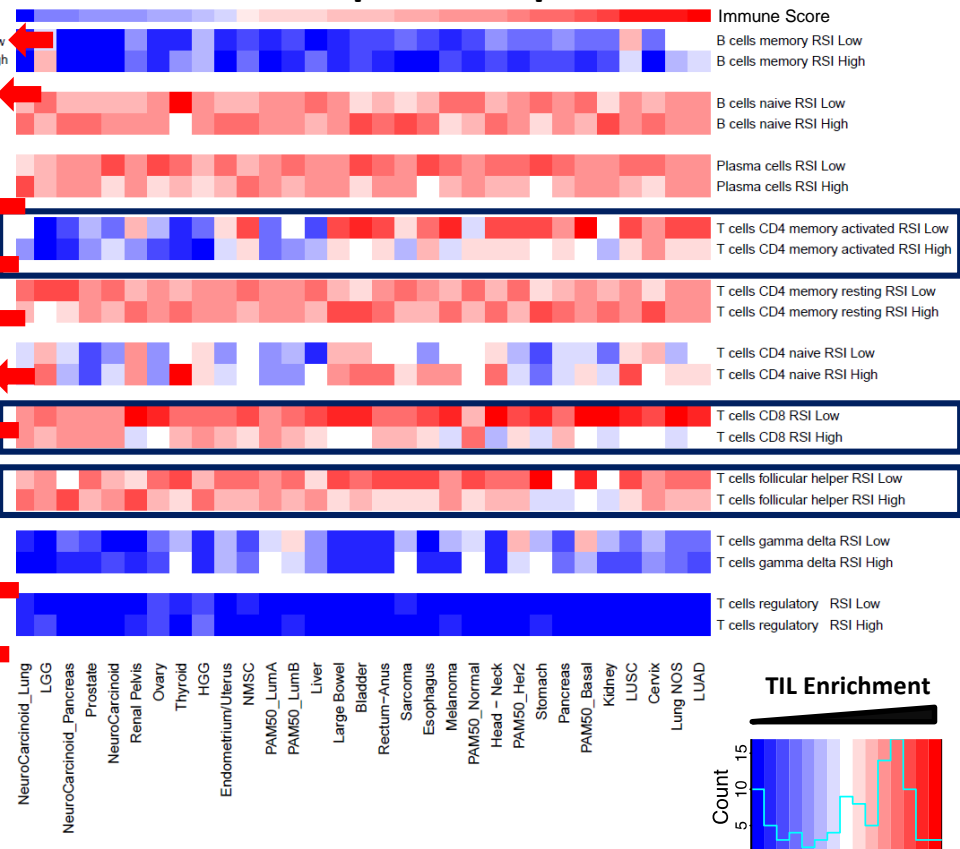 Immune Score
B cells memory RSI Low
B cells memory RSI High
B cells naive RSI Low
B cells naive RSI High
Plasma cells RSI Low
Plasma cells RSI High
T cells CD4 memory activated RSI Low
T cells CD4 memory activated RSI High
T cells CD4 memory resting RSI Low
T cells CD4 memory resting RSI High
T cells CD4 naive RSI Low
T cells CD4 naive RSI High
T cells CD8 RSI Low
T cells CD8 RSI High
T cells follicular helper RSI Low
T cells follicular helper RSI High
T cells gamma delta RSI Low
T cells gamma delta RSI High
T cells regulatory RSI Low
T cells regulatory RSI High
NeuroCarcinoid_Lung
LGG
NeuroCarcinoid_Pancreas
Prostate
NeuroCarcinoid
Renal Pelvis
Ovary
Thyroid
HGG
Endometrium/Uterus
NMSC
PAM50_LumA
PAM50_LumB
Liver
Large Bowel
Bladder
Rectum-Anus
Sarcoma
Esophagus
Melanoma
PAM50_Normal
Head - Neck
PAM50_Her2
Stomach
Pancreas
PAM50_Basal
Kidney
LUSC
Cervix
Lung NOS
LUAD
TIL Enrichment
Count
5 10 15